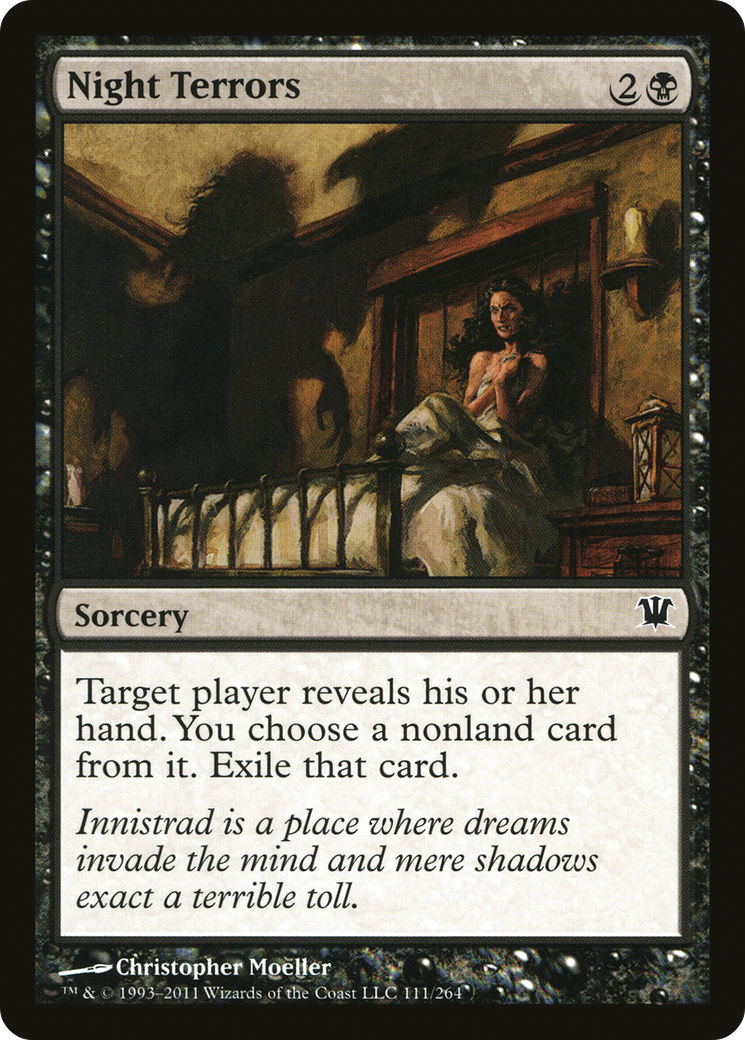 Night Terrors 2
Sorcery
Target player reveals his or her
hand. You choose a nonland card
from it. Exile that card.
Innistrad is a place where dreams
invade the mind and mere shadows
exact a terrible toll.
Christopher Moeller
™ & © 1993–2011 Wizards of the Coast LLC 111/264